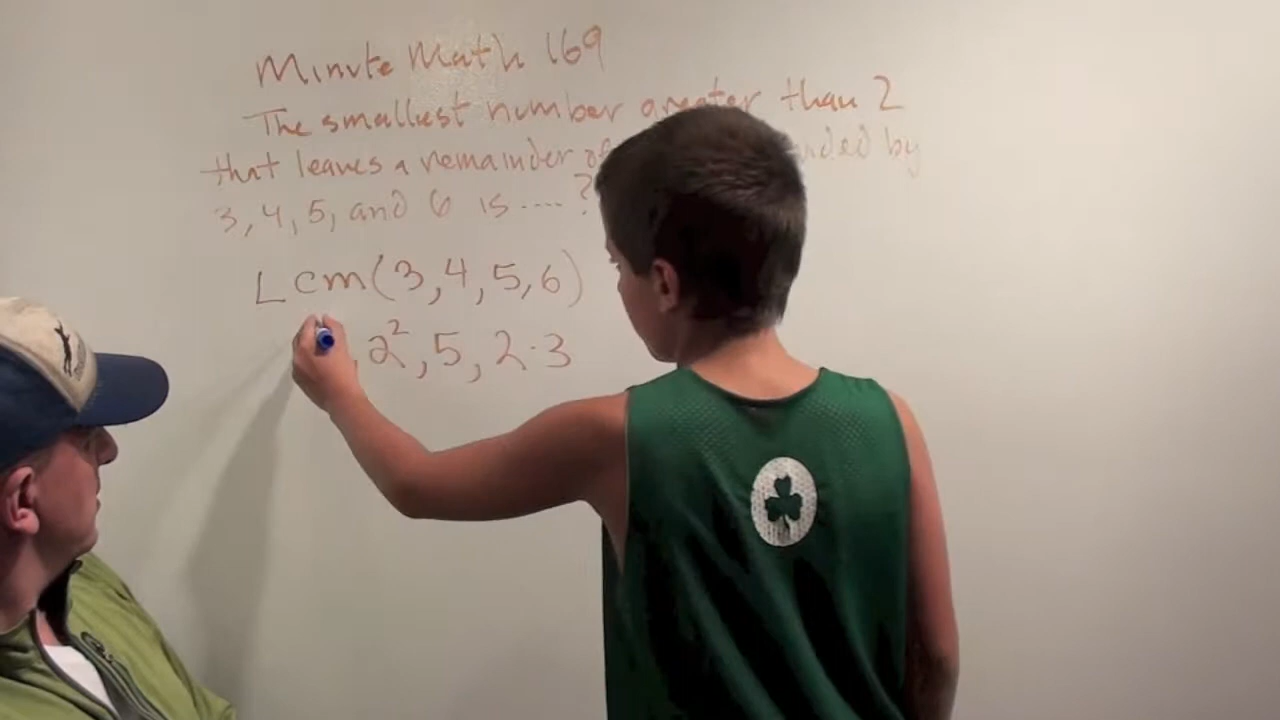 Minute Math 169
The smallest number greater than 2
that leaves a remainder of by
3, 4, 5, and 6 is .... ?
Lcm(3,4,5,6)
, 2², 5, 2·3